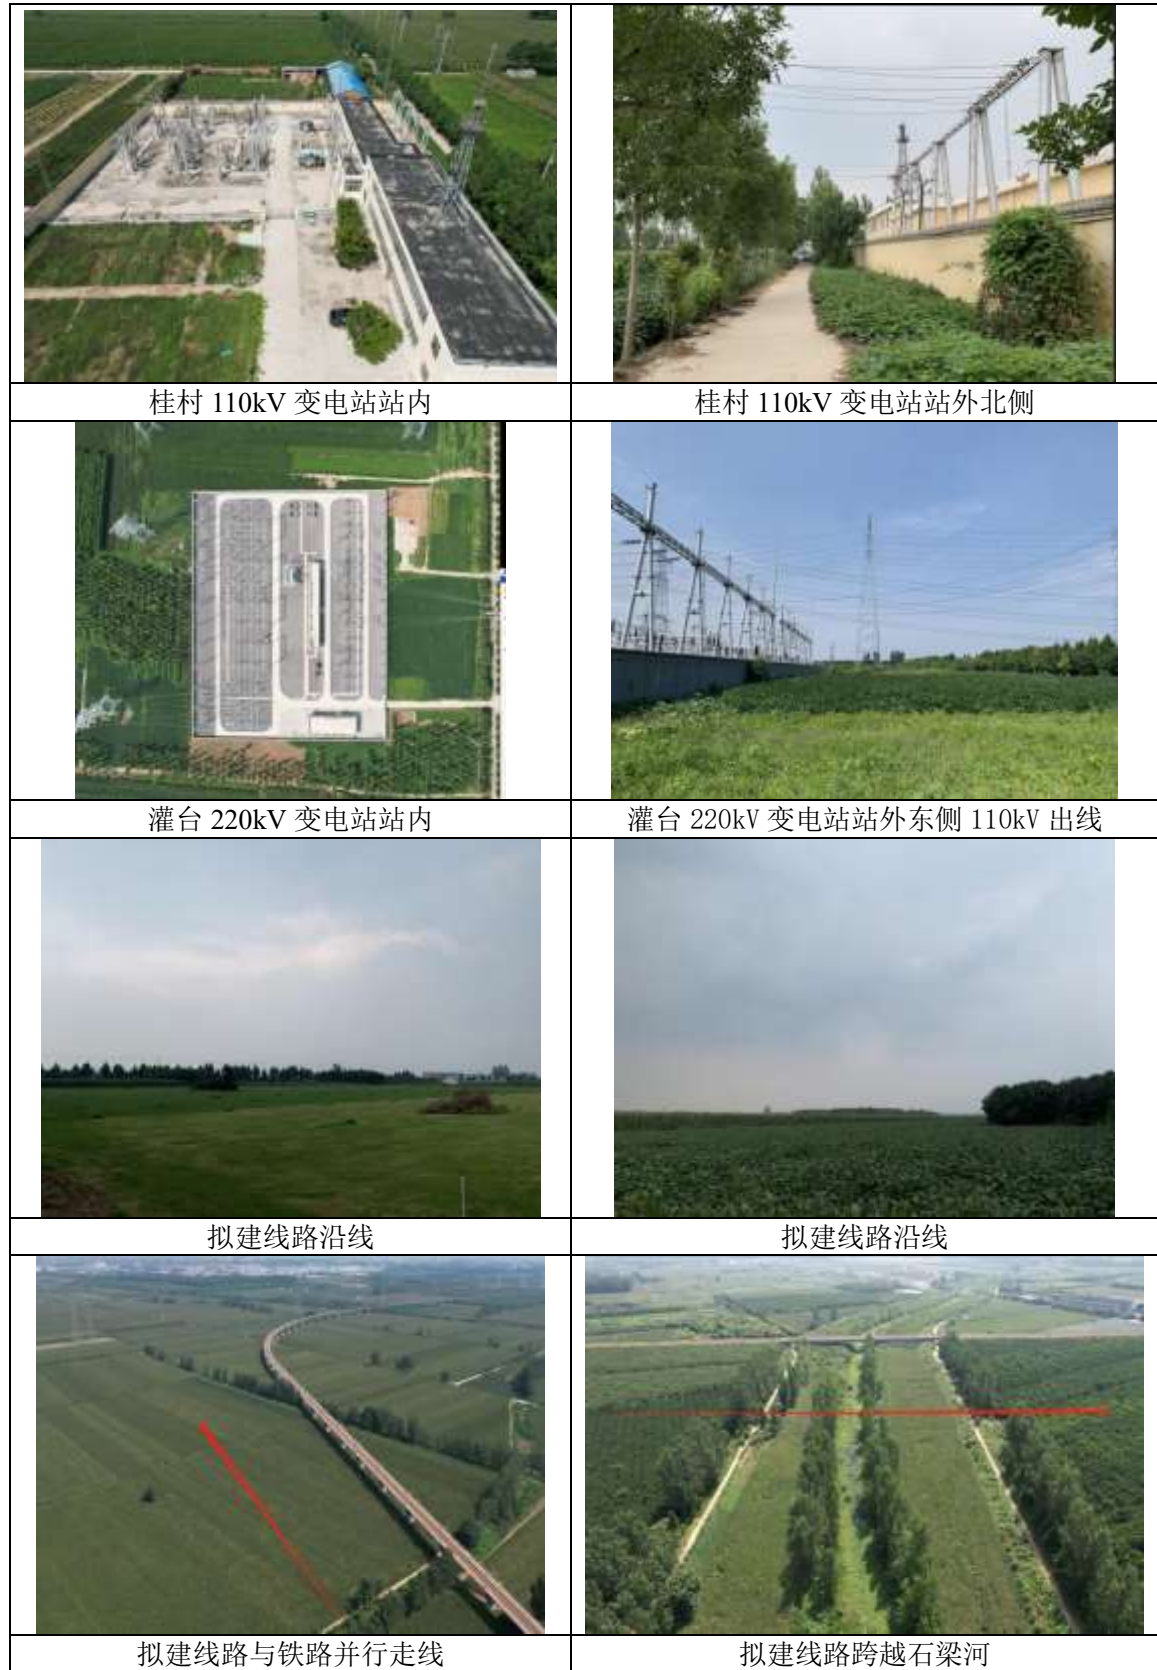 桂村 110kV 变电站站内
桂村 110kV 变电站站外北侧
灌台 220kV 变电站站内
灌台 220kV 变电站站外东侧 110kV 出线
拟建线路沿线
拟建线路沿线
拟建线路与铁路并行走线
拟建线路跨越石梁河